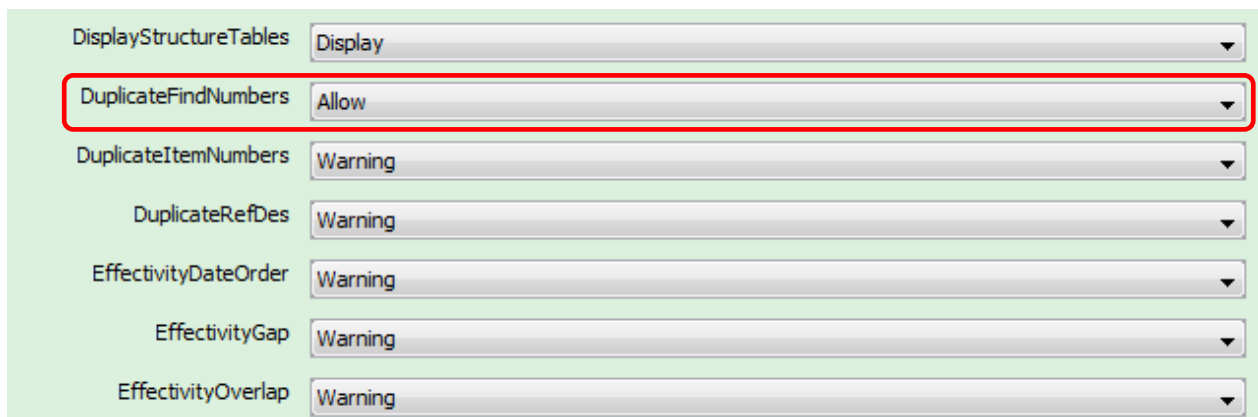 DisplayStructureTables Display
DuplicateFindNumbers Allow
DuplicateItemNumbers Warning
DuplicateRefDes Warning
EffectivityDateOrder Warning
EffectivityGap Warning
EffectivityOverlap Warning